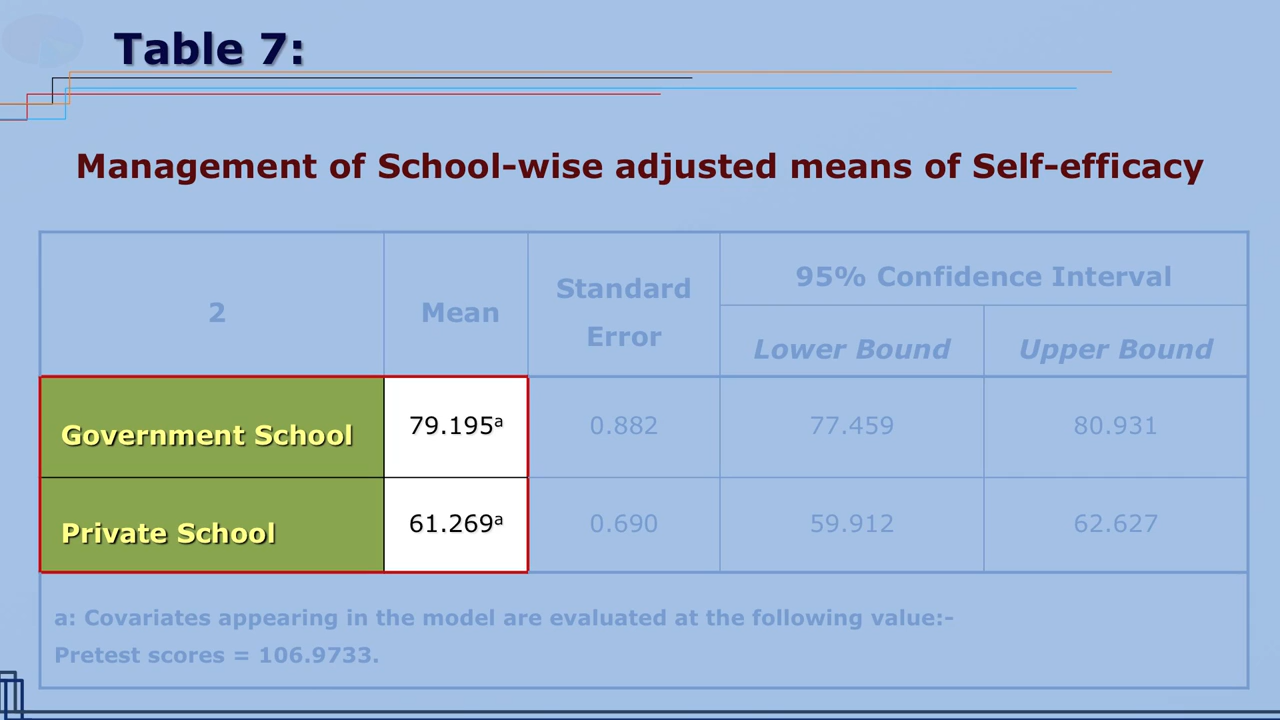 Table 7:
Management of School-wise adjusted means of Self-efficacy
2
Mean
Standard
Error
95% Confidence Interval
Lower Bound
Upper Bound
Government School
79.195ᵃ
0.882
77.459
80.931
Private School
61.269ᵃ
0.690
59.912
62.627
a: Covariates appearing in the model are evaluated at the following value:-
Pretest scores = 106.9733.